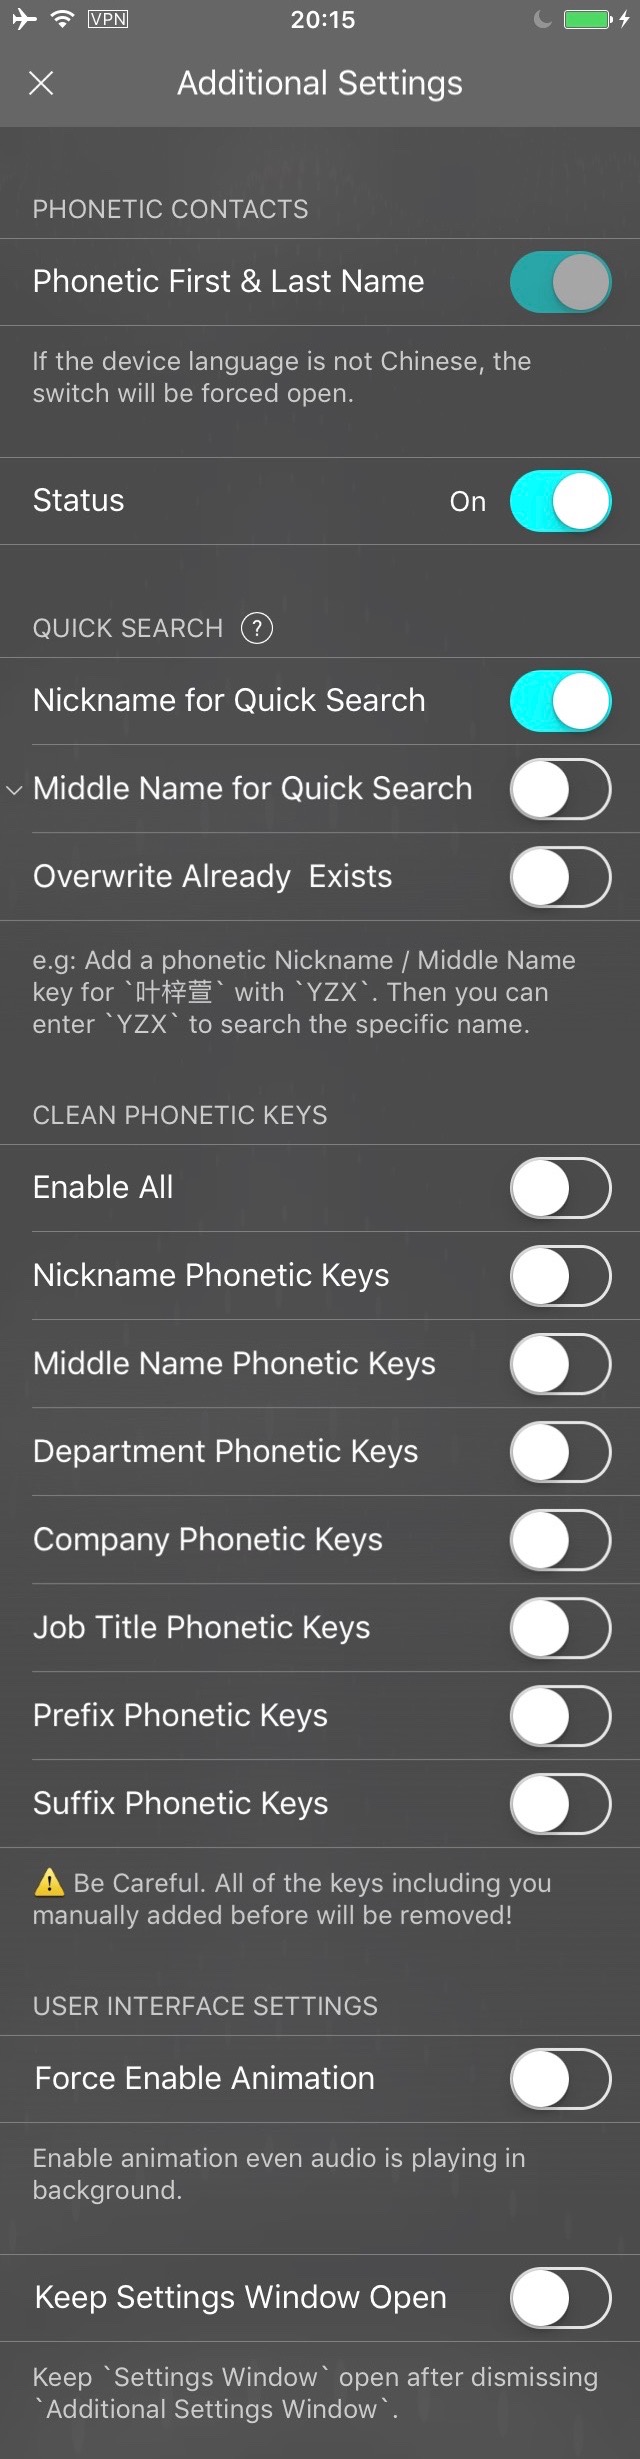 VPN 20:15
Additional Settings
PHONETIC CONTACTS
Phonetic First & Last Name
If the device language is not Chinese, the
switch will be forced open.
Status On
QUICK SEARCH ?
Nickname for Quick Search
Middle Name for Quick Search
Overwrite Already  Exists
e.g: Add a phonetic Nickname / Middle Name
key for `叶梓萱` with `YZX`. Then you can
enter `YZX` to search the specific name.
CLEAN PHONETIC KEYS
Enable All
Nickname Phonetic Keys
Middle Name Phonetic Keys
Department Phonetic Keys
Company Phonetic Keys
Job Title Phonetic Keys
Prefix Phonetic Keys
Suffix Phonetic Keys
⚠️ Be Careful. All of the keys including you
manually added before will be removed!
USER INTERFACE SETTINGS
Force Enable Animation
Enable animation even audio is playing in
background.
Keep Settings Window Open
Keep `Settings Window` open after dismissing
`Additional Settings Window`.